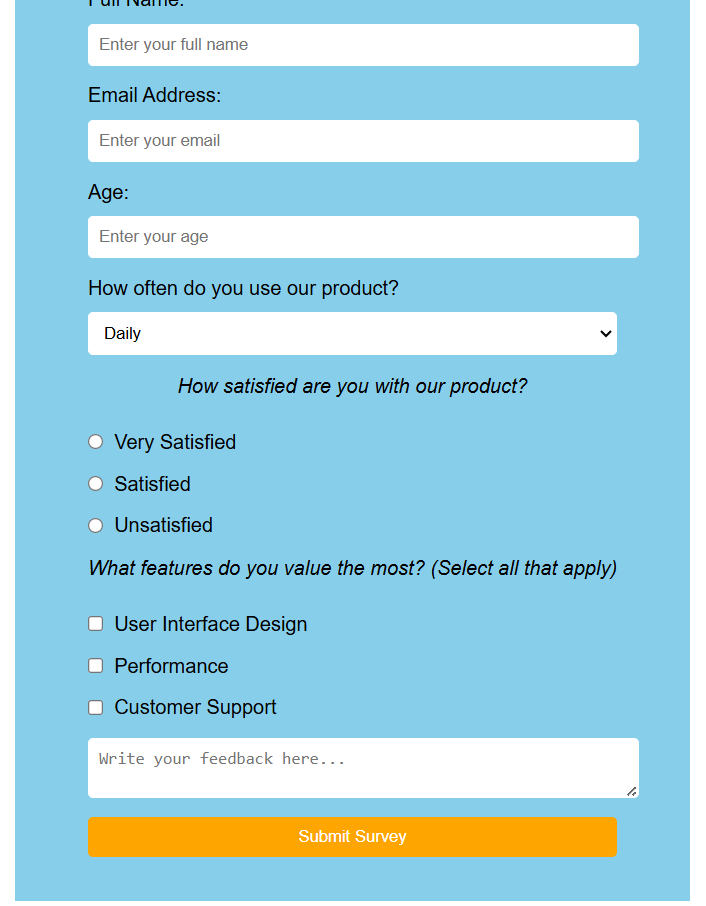 Full Name:
Enter your full name
Email Address:
Enter your email
Age:
Enter your age
How often do you use our product?
Daily
How satisfied are you with our product?
Very Satisfied
Satisfied
Unsatisfied
What features do you value the most? (Select all that apply)
User Interface Design
Performance
Customer Support
Write your feedback here...
Submit Survey